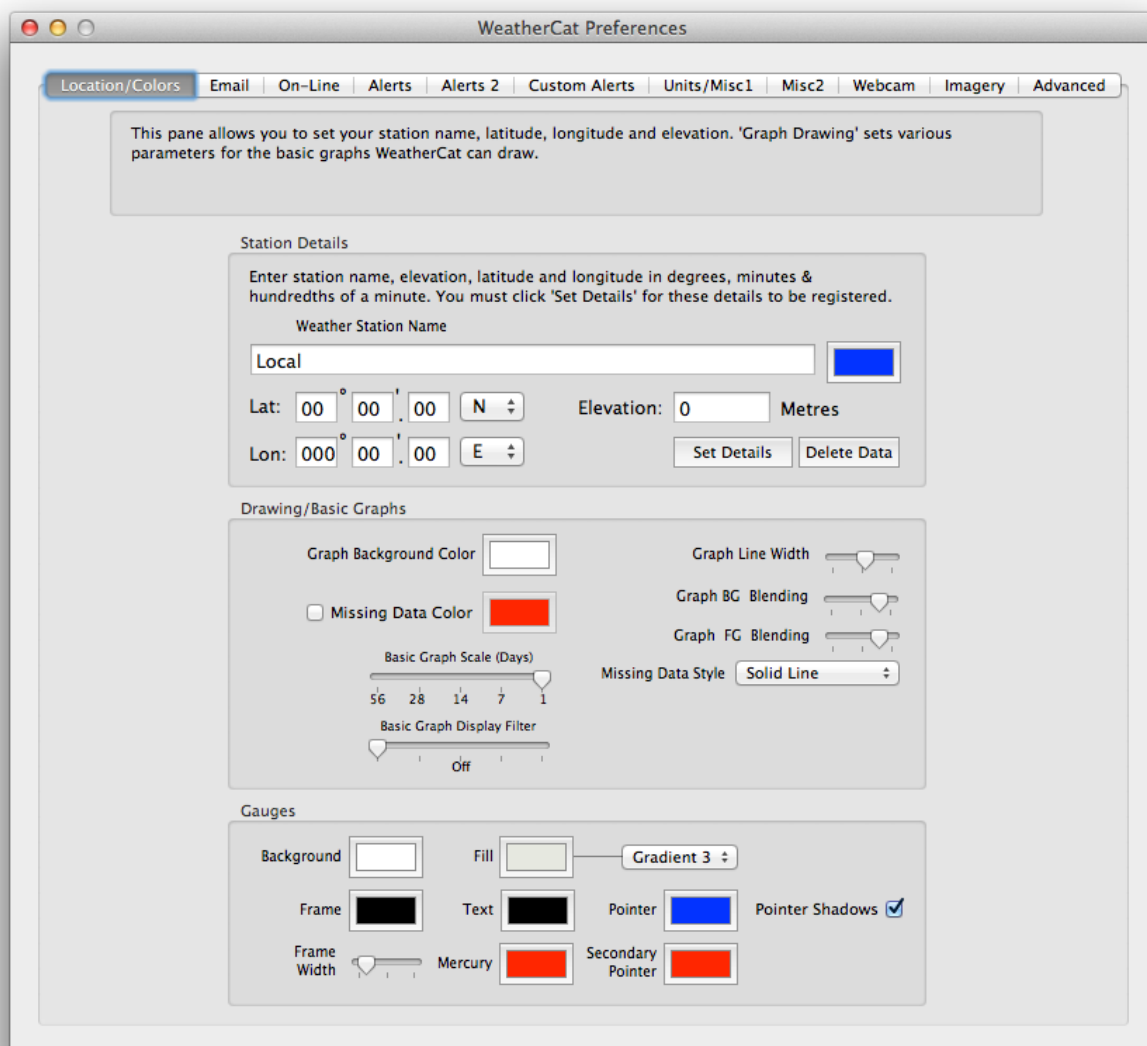 WeatherCat Preferences
Location/Colors Email On-Line Alerts Alerts 2 Custom Alerts Units/Misc1 Misc2 Webcam Imagery Advanced
This pane allows you to set your station name, latitude, longitude and elevation. 'Graph Drawing' sets various
parameters for the basic graphs WeatherCat can draw.
Station Details
Enter station name, elevation, latitude and longitude in degrees, minutes &
hundredths of a minute. You must click 'Set Details' for these details to be registered.
Weather Station Name
Local
Lat: 00 ° 00 ' . 00 N Elevation: 0 Metres
Lon: 000 ° 00 ' . 00 E Set Details Delete Data
Drawing/Basic Graphs
Graph Background Color Graph Line Width
Graph BG Blending
Missing Data Color
Graph FG Blending
Basic Graph Scale (Days)
Missing Data Style Solid Line
56 28 14 7 1
Basic Graph Display Filter
Off
Gauges
Background Fill Gradient 3
Frame Text Pointer Pointer Shadows
Frame Width Mercury Secondary Pointer